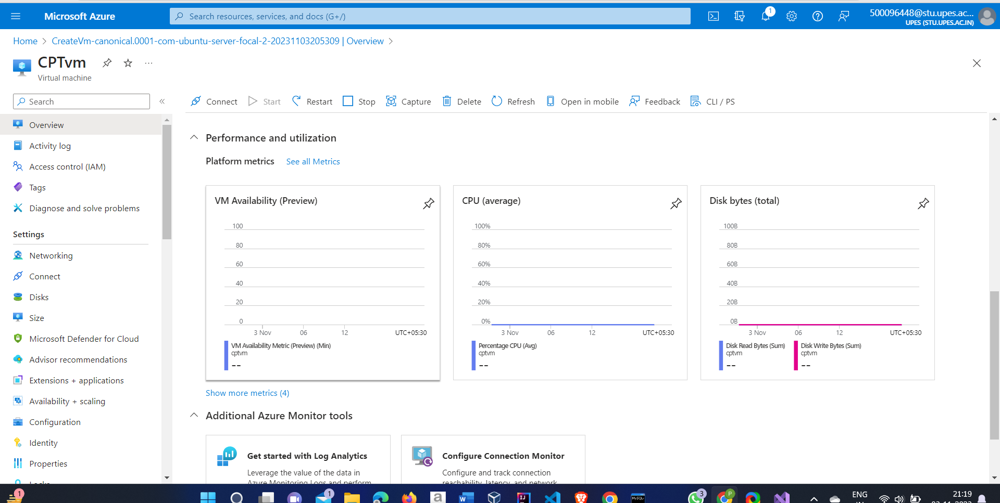 Microsoft Azure
Search resources, services, and docs (G+/)
1
500096448@stu.upes.ac....
UPES (STU.UPES.AC.IN)
Home > CreateVm-canonical.0001-com-ubuntu-server-focal-2-20231103205309 | Overview >
CPTvm
Virtual machine
Search
«
Connect Start Restart Stop Capture Delete Refresh Open in mobile Feedback CLI / PS
Overview
Activity log
Access control (IAM)
Tags
Diagnose and solve problems
Settings
Networking
Connect
Disks
Size
Microsoft Defender for Cloud
Advisor recommendations
Extensions + applications
Availability + scaling
Configuration
Identity
Properties
Performance and utilization
Platform metrics See all Metrics
VM Availability (Preview)
100
80
60
40
20
0
3 Nov 06 12 UTC+05:30
VM Availability Metric (Preview) (Min)
cptvm
--
CPU (average)
100%
80%
60%
40%
20%
0%
3 Nov 06 12 UTC+05:30
Percentage CPU (Avg)
cptvm
--
Disk bytes (total)
100B
80B
60B
40B
20B
0B
3 Nov 06 12 UTC+05:30
Disk Read Bytes (Sum) Disk Write Bytes (Sum)
cptvm cptvm
-- --
Show more metrics (4)
Additional Azure Monitor tools
Get started with Log Analytics
Leverage the value of the data in
Azure Monitoring Logs and perform
Configure Connection Monitor
Configure and track connection
reachability, latency, and network
1
1
a
W
IJ
MySQL
3
P
ENG
IN
21:19